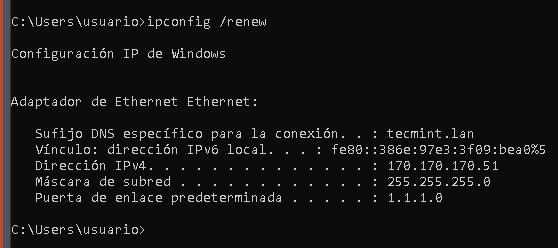 C:\Users\usuario>ipconfig /renew
Configuración IP de Windows
Adaptador de Ethernet Ethernet:
Sufijo DNS específico para la conexión. . : tecmint.lan
Vínculo: dirección IPv6 local. . . : fe80::386e:97e3:3f09:bea0%5
Dirección IPv4. . . . . . . . . . . . . . : 170.170.170.51
Máscara de subred . . . . . . . . . . . . : 255.255.255.0
Puerta de enlace predeterminada . . . . . : 1.1.1.0
C:\Users\usuario>